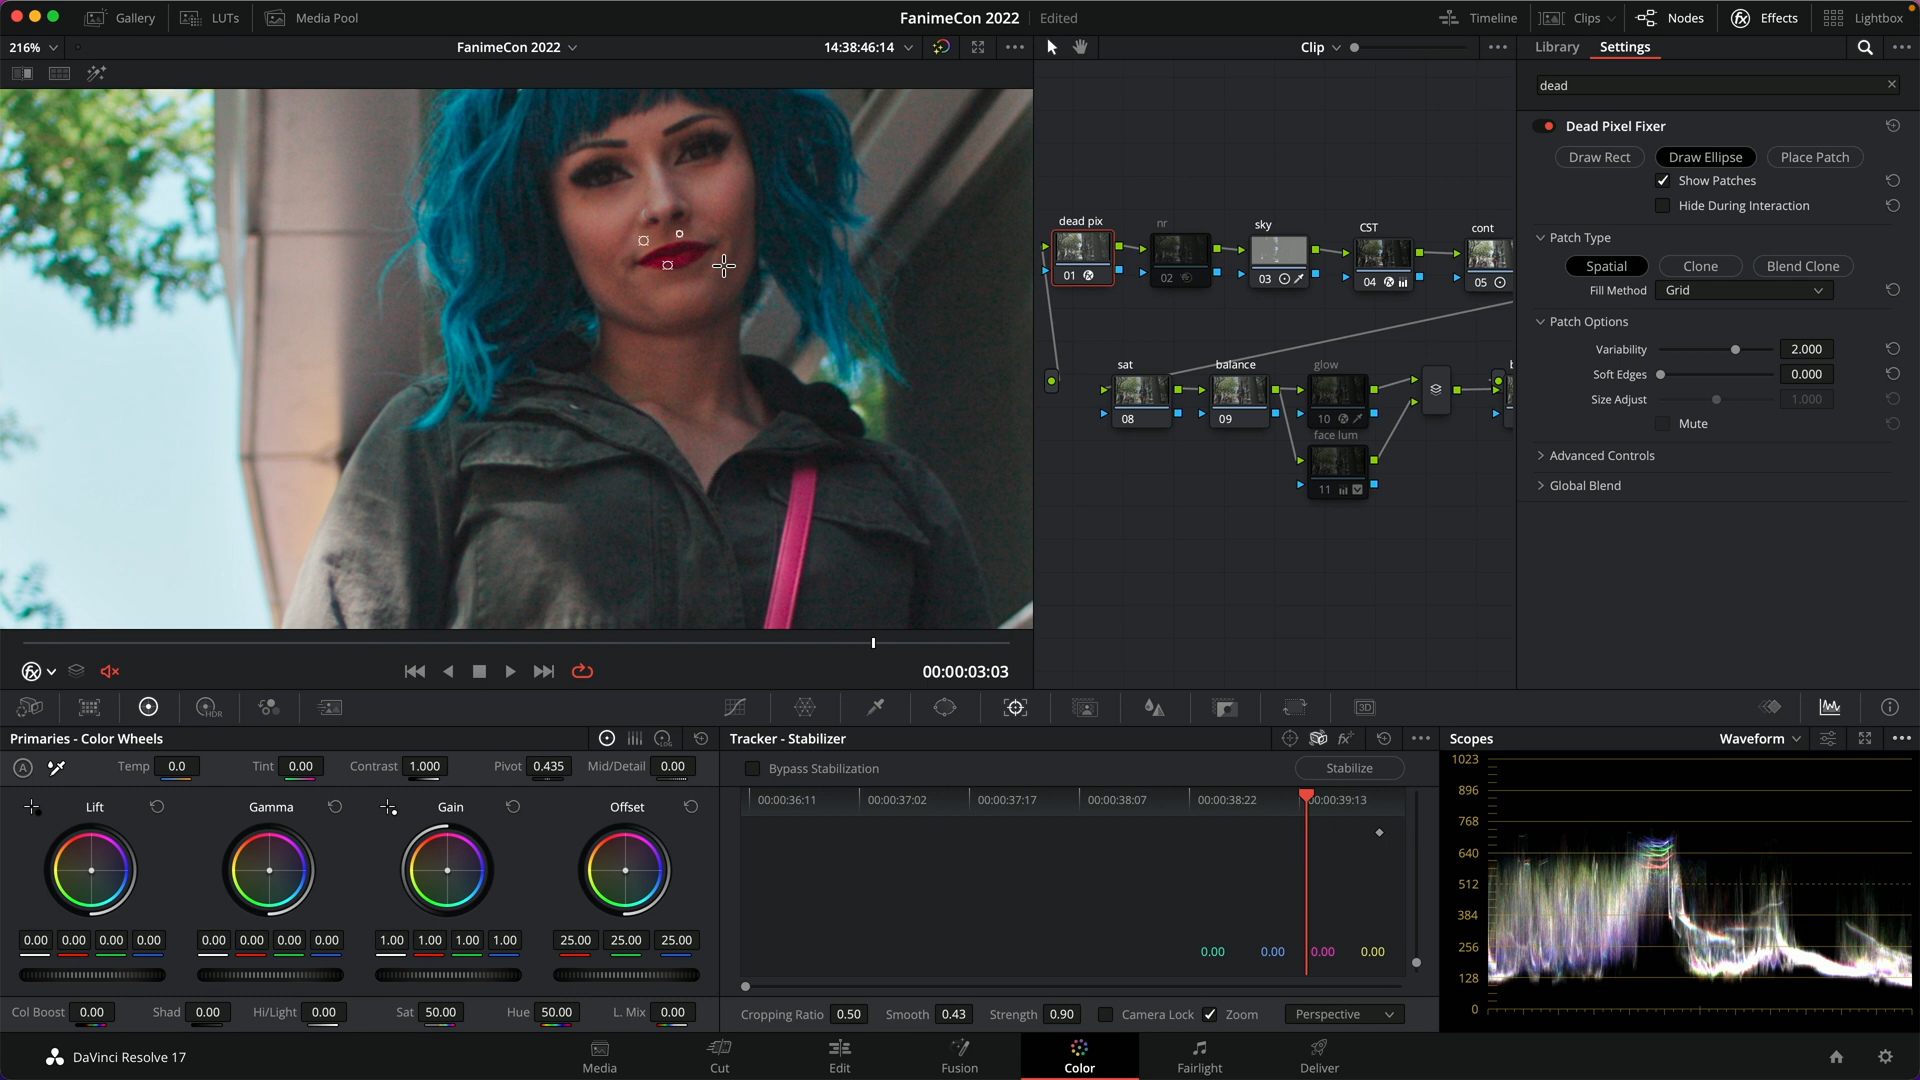 Gallery LUTs Media Pool FanimeCon 2022 Edited Timeline Clips Nodes fx Effects Lightbox
216% FanimeCon 2022 14:38:46:14 Clip Library Settings
dead
Dead Pixel Fixer
Draw Rect Draw Ellipse Place Patch
Show Patches
Hide During Interaction
Patch Type
Spatial Clone Blend Clone
Fill Method Grid
Patch Options
Variability 2.000
Soft Edges 0.000
Size Adjust 1.000
Mute
Advanced Controls
Global Blend
dead pix nr sky CST cont
01 02 03 04 05
sat balance glow
08 09 10
face lum
11
fx 00:00:03:03
HDR 3D
Primaries - Color Wheels LOG
Temp 0.0 Tint 0.00 Contrast 1.000 Pivot 0.435 Mid/Detail 0.00
A
Lift Gamma Gain Offset
0.00 0.00 0.00 0.00 0.00 0.00 0.00 0.00 1.00 1.00 1.00 1.00 25.00 25.00 25.00
Col Boost 0.00 Shad 0.00 Hi/Light 0.00 Sat 50.00 Hue 50.00 L. Mix 0.00
Tracker - Stabilizer fx
Bypass Stabilization Stabilize
00:00:36:11 00:00:37:02 00:00:37:17 00:00:38:07 00:00:38:22 00:00:39:13
0.00 0.00 0.00 0.00
Cropping Ratio 0.50 Smooth 0.43 Strength 0.90 Camera Lock Zoom Perspective
Scopes Waveform
1023
896
768
640
512
384
256
128
0
DaVinci Resolve 17 Media Cut Edit Fusion Color Fairlight Deliver